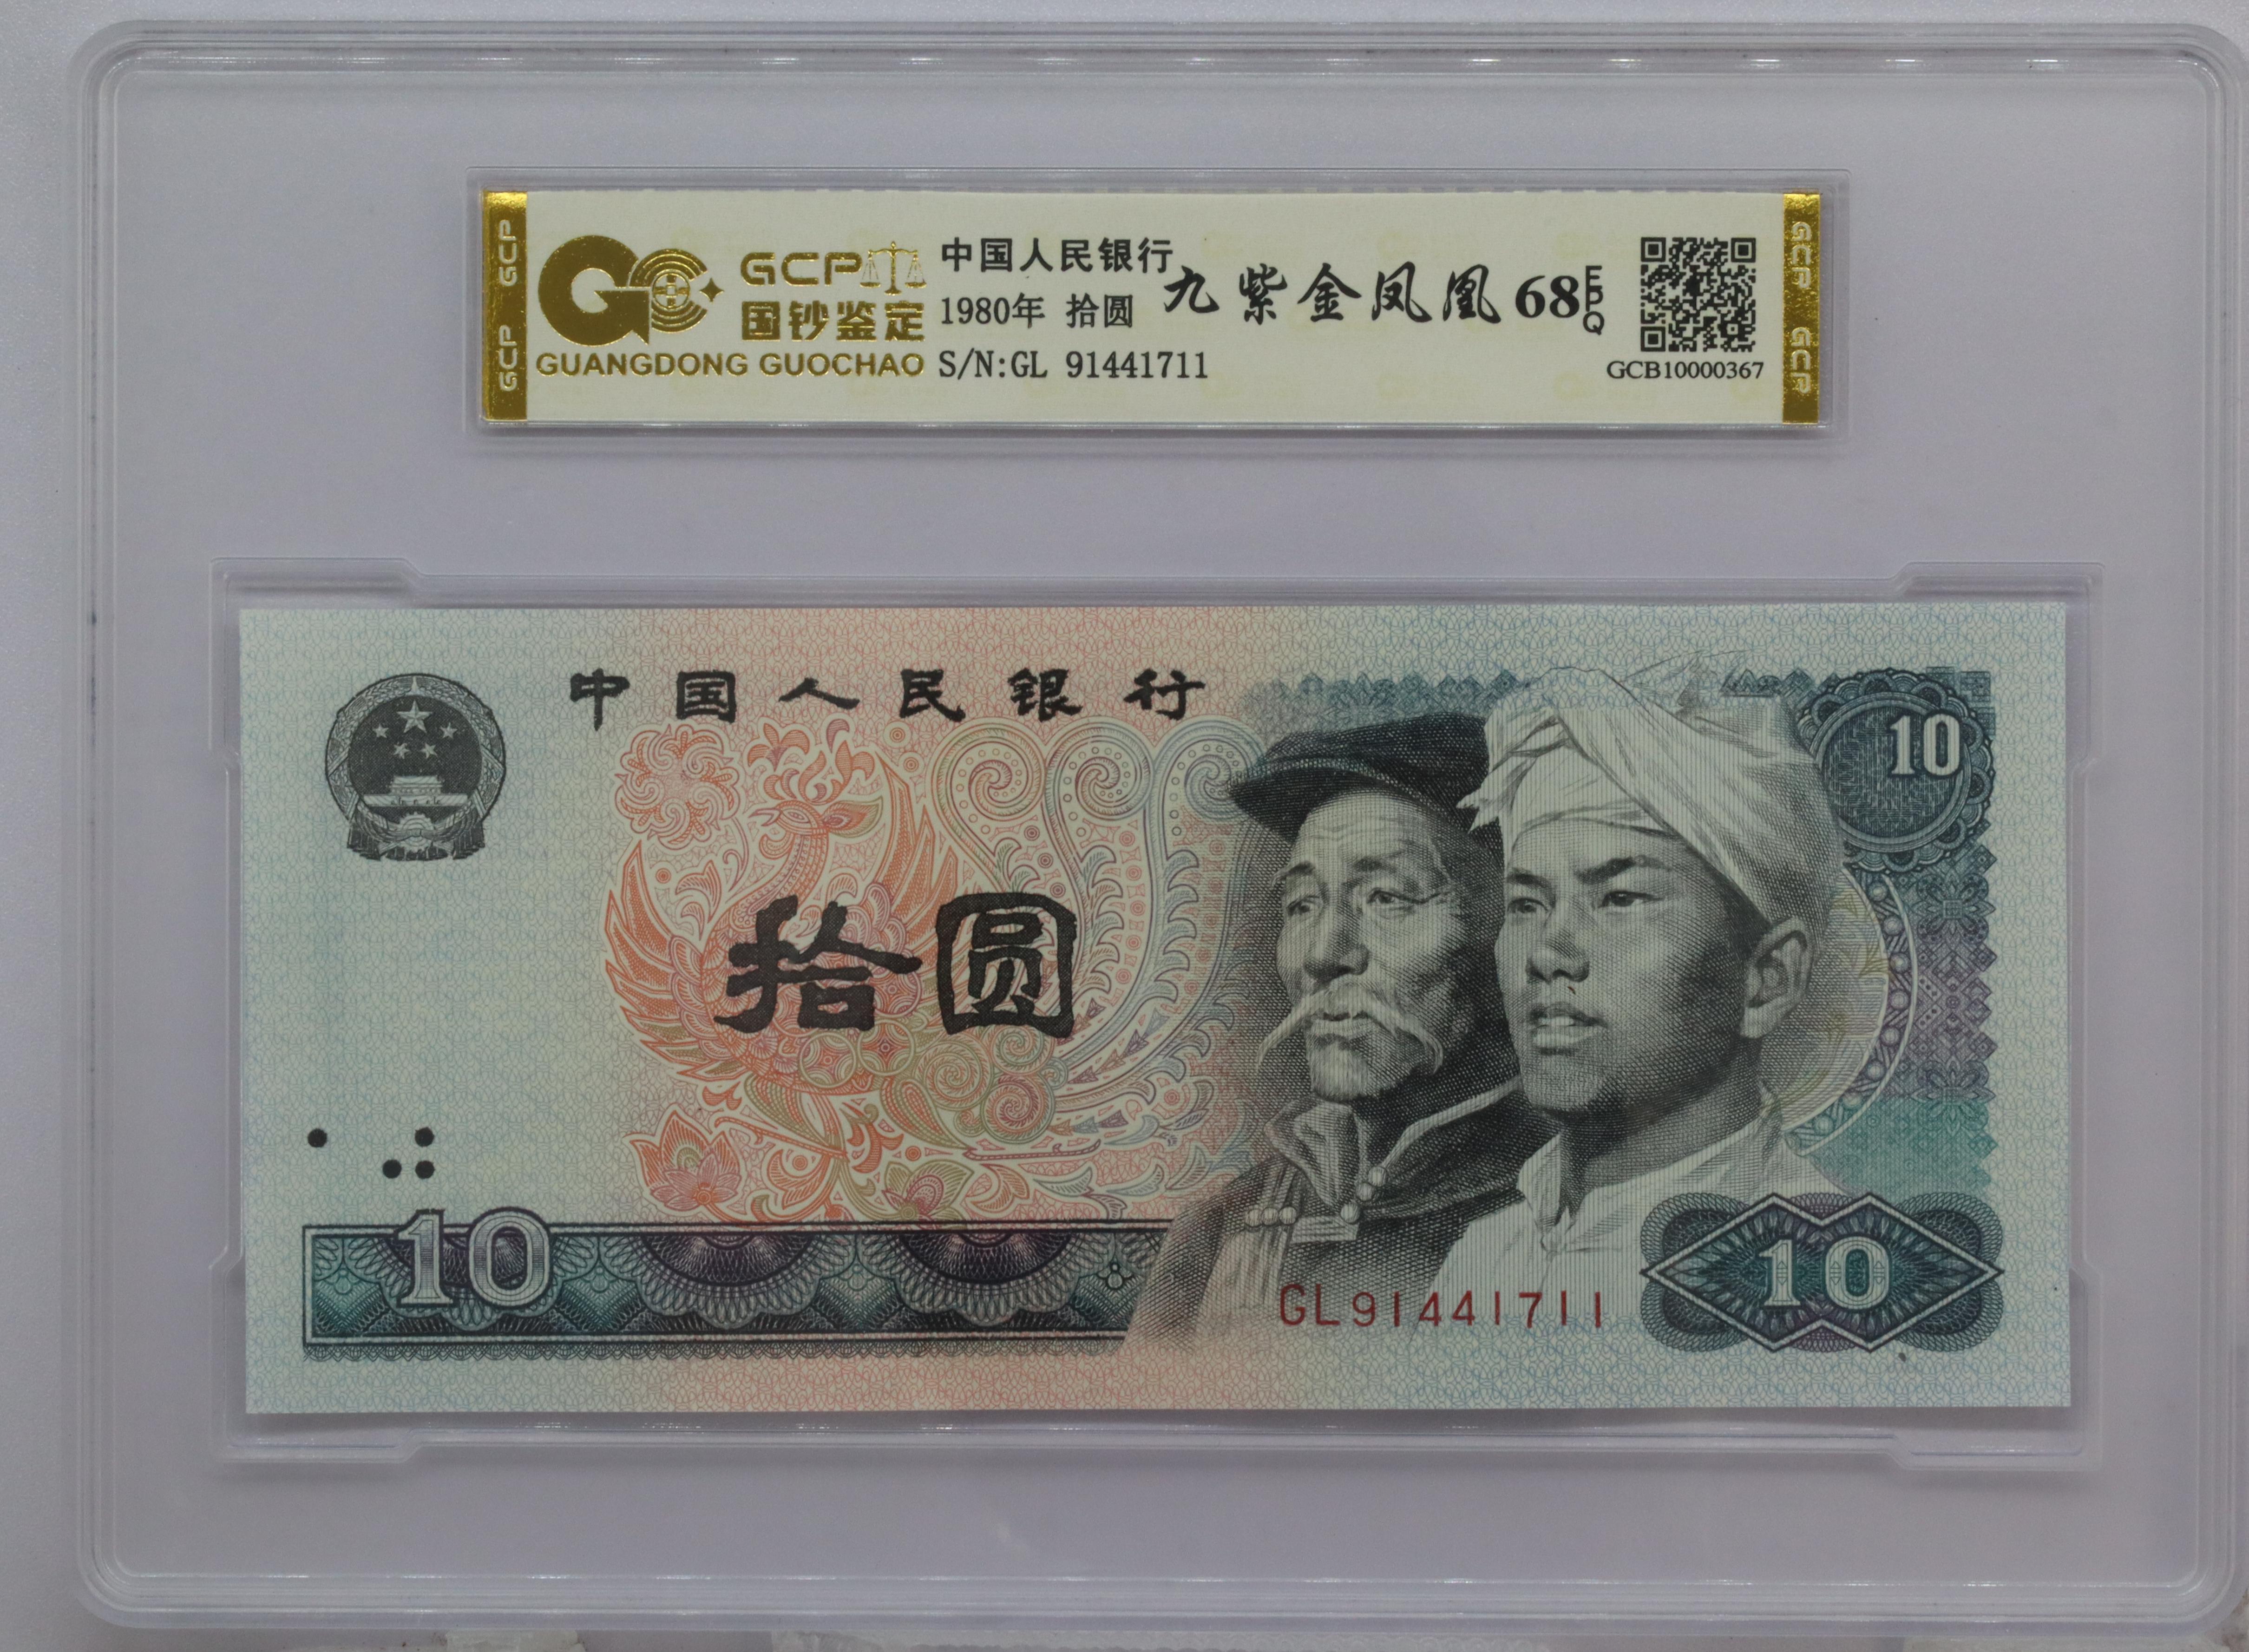 GCP GCP
GCP
国钞鉴定
GUANGDONG GUOCHAO
中国人民银行
1980年 拾圆
S/N:GL 91441711
九紫金凤凰 68 EPQ
GCB10000367
GCP GCP
中国人民银行
10
拾圆
10
GL91441711
10